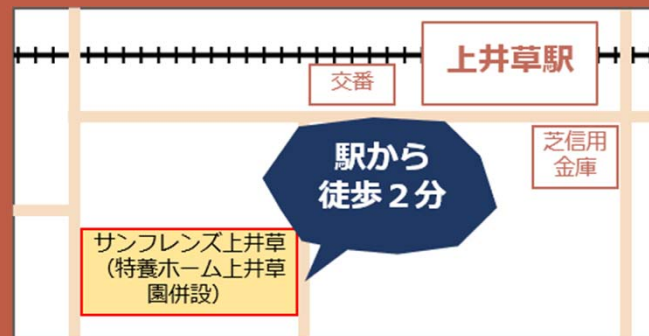 上井草駅
交番
芝信用
金庫
駅から
徒歩２分
サンフレンズ上井草
（特養ホーム上井草
園併設）